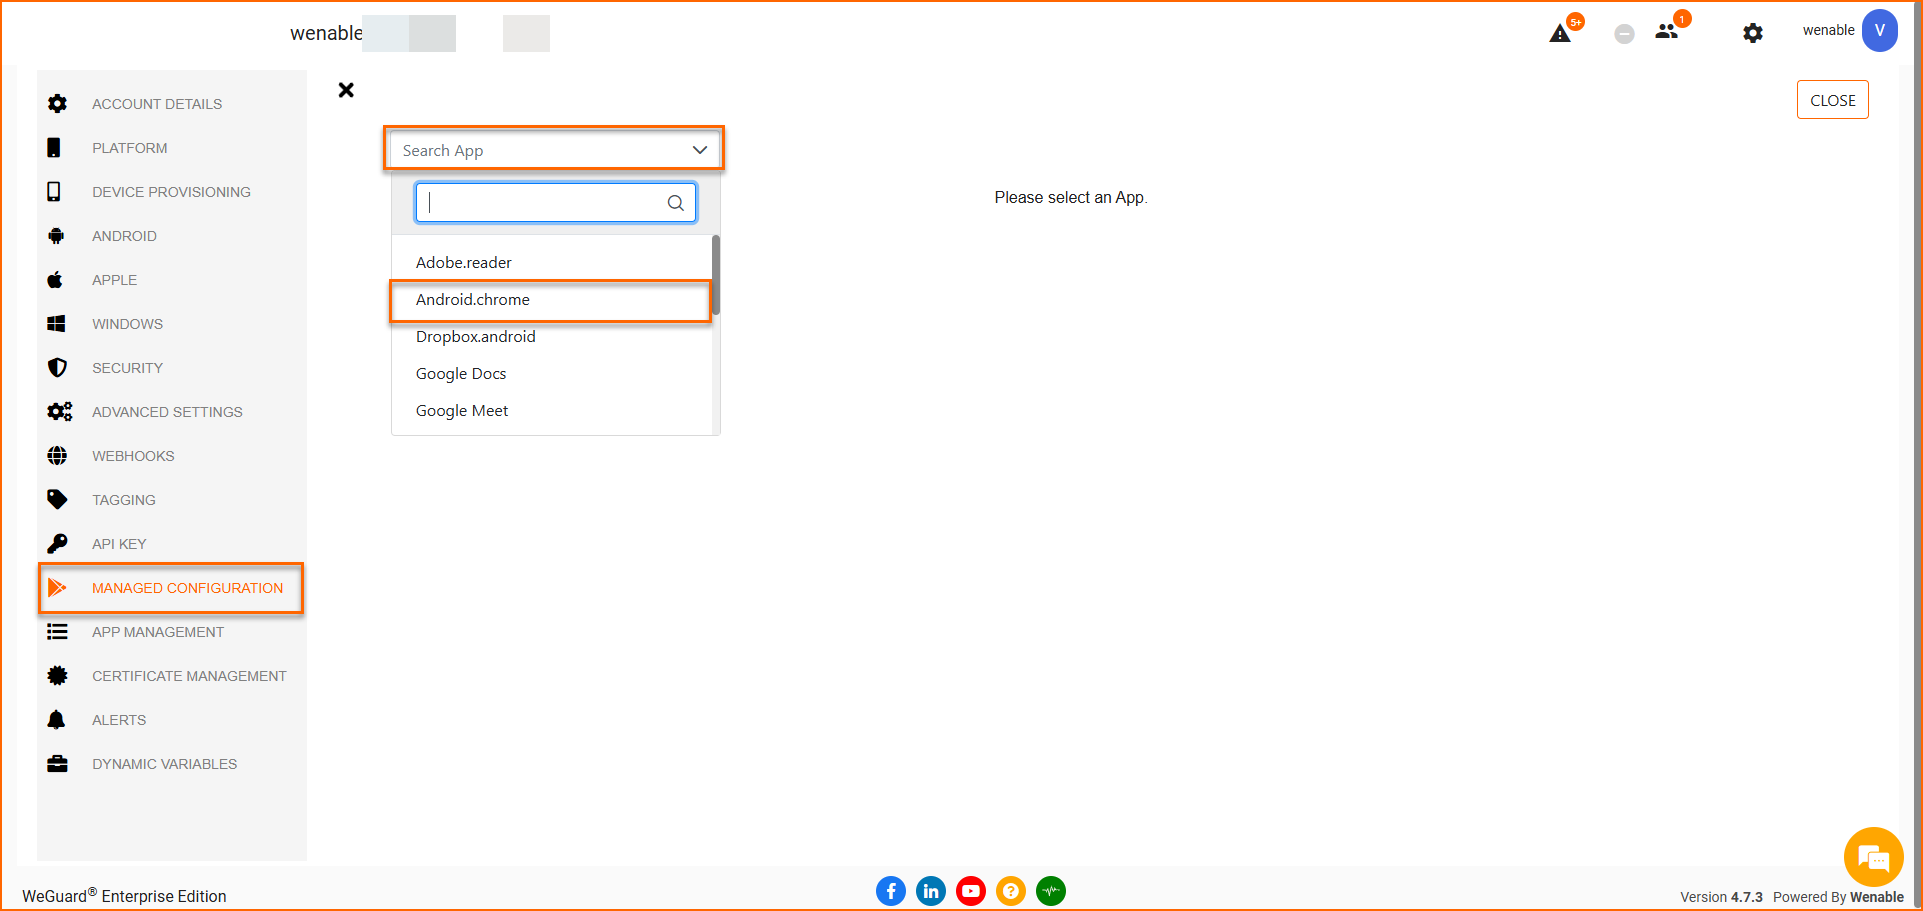 wenable
5+
1
wenable
V
ACCOUNT DETAILS
PLATFORM
DEVICE PROVISIONING
ANDROID
APPLE
WINDOWS
SECURITY
ADVANCED SETTINGS
WEBHOOKS
TAGGING
API KEY
MANAGED CONFIGURATION
APP MANAGEMENT
CERTIFICATE MANAGEMENT
ALERTS
DYNAMIC VARIABLES
CLOSE
Search App
Adobe.reader
Android.chrome
Dropbox.android
Google Docs
Google Meet
Please select an App.
WeGuard® Enterprise Edition
Version 4.7.3 Powered By Wenable